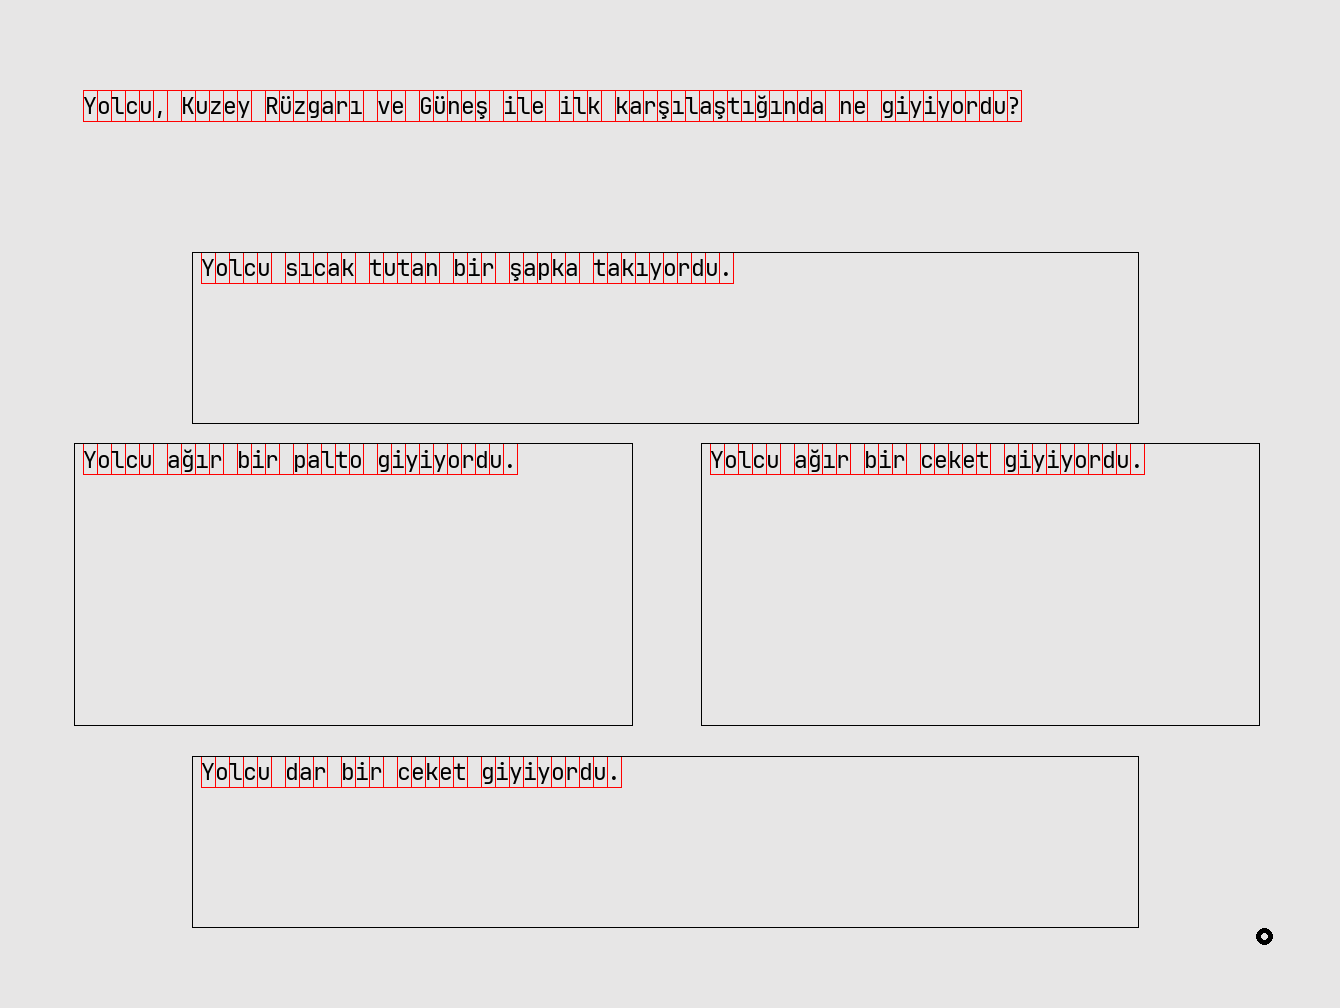 Yolcu, Kuzey Rüzgarı ve Güneş ile ilk karşılaştığında ne giyiyordu?
Yolcu sıcak tutan bir şapka takıyordu.
Yolcu ağır bir palto giyiyordu.
Yolcu ağır bir ceket giyiyordu.
Yolcu dar bir ceket giyiyordu.